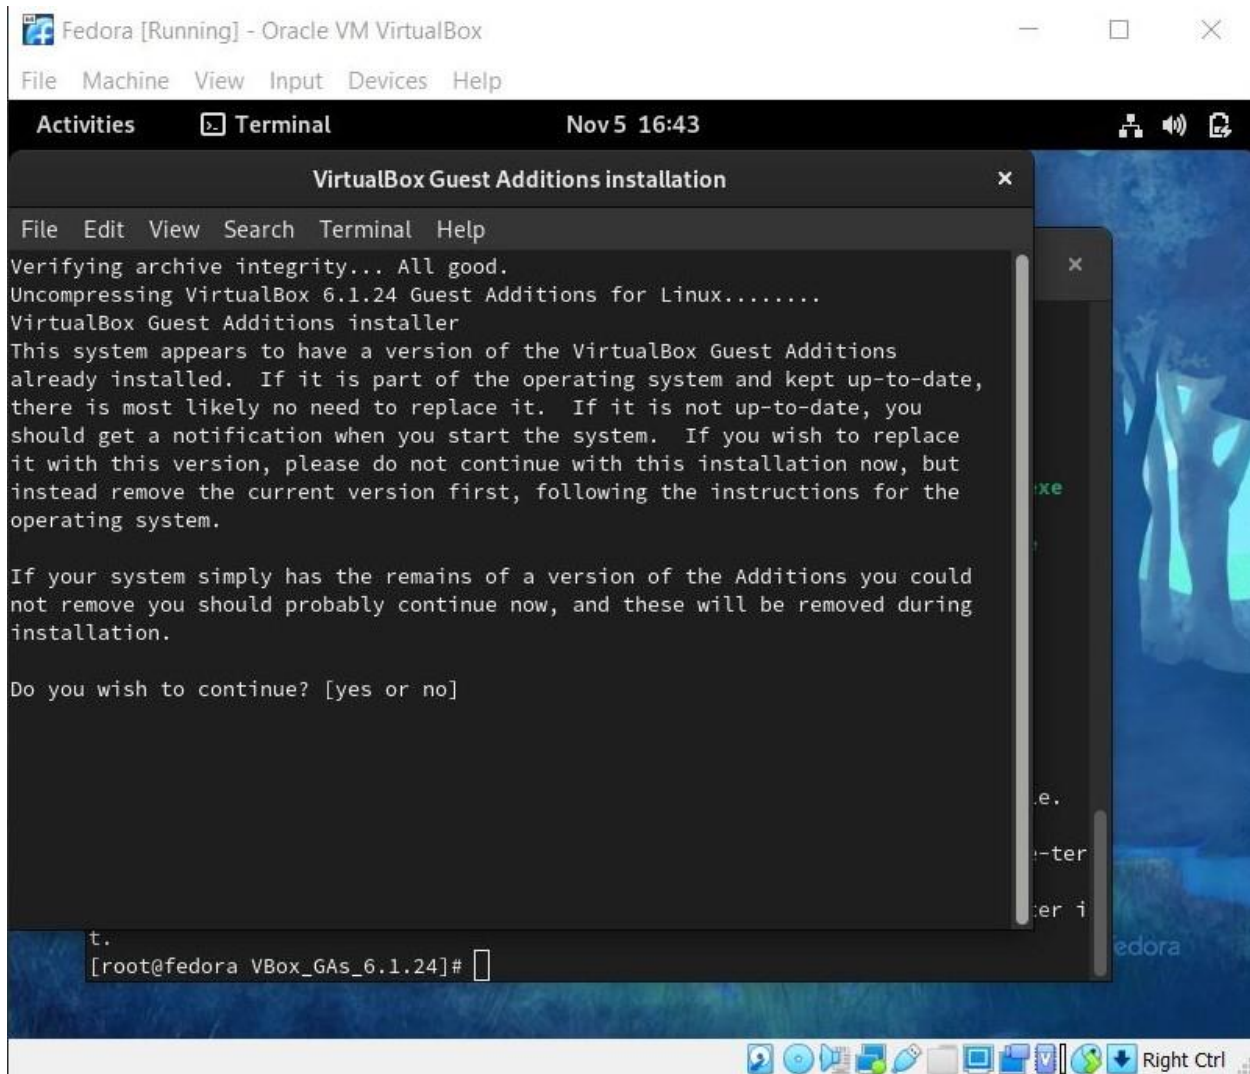 Fedora [Running] - Oracle VM VirtualBox
File Machine View Input Devices Help
Activities Terminal Nov 5 16:43
VirtualBox Guest Additions installation
File Edit View Search Terminal Help
Verifying archive integrity... All good.
Uncompressing VirtualBox 6.1.24 Guest Additions for Linux........
VirtualBox Guest Additions installer
This system appears to have a version of the VirtualBox Guest Additions
already installed.  If it is part of the operating system and kept up-to-date,
there is most likely no need to replace it.  If it is not up-to-date, you
should get a notification when you start the system.  If you wish to replace
it with this version, please do not continue with this installation now, but
instead remove the current version first, following the instructions for the
operating system.
If your system simply has the remains of a version of the Additions you could
not remove you should probably continue now, and these will be removed during
installation.
Do you wish to continue? [yes or no]
xe
e.
-ter
er i
t.
[root@fedora VBox_GAs_6.1.24]#
edora
Right Ctrl